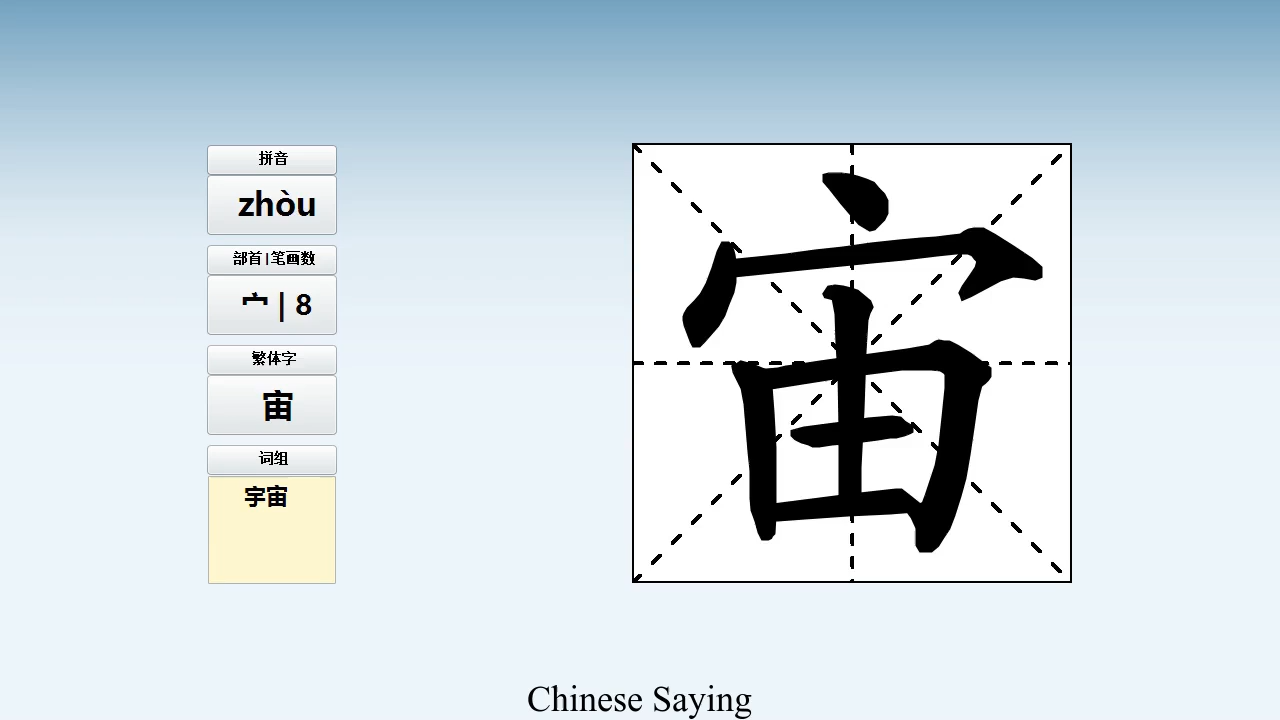 拼音
zhòu
部首|笔画数
宀 | 8
繁体字
宙
词组
宇宙
宙
Chinese Saying